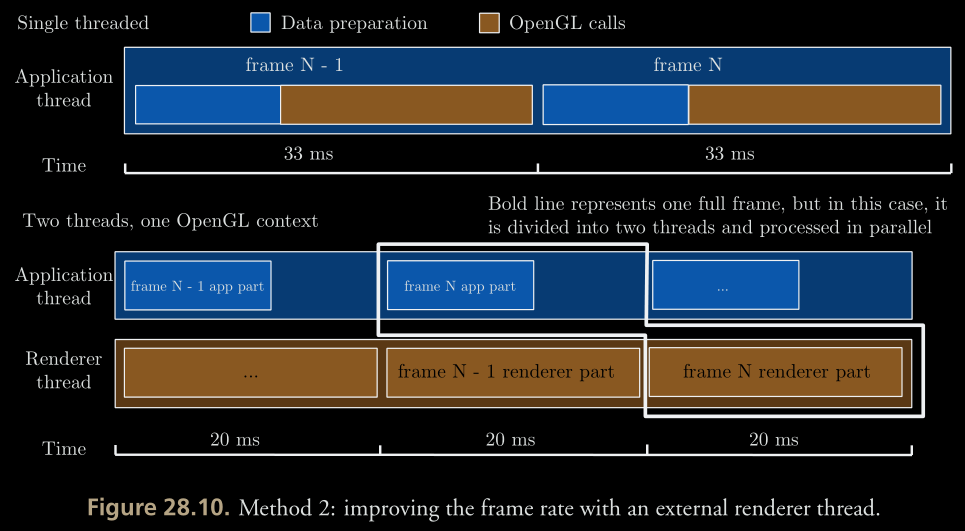 Single threaded
Data preparation
OpenGL calls
Application
thread
frame N - 1
frame N
Time
33 ms
33 ms
Two threads, one OpenGL context
Bold line represents one full frame, but in this case, it
is divided into two threads and processed in parallel
Application
thread
frame N - 1 app part
frame N app part
...
Renderer
thread
...
frame N - 1 renderer part
frame N renderer part
Time
20 ms
20 ms
20 ms
Figure 28.10. Method 2: improving the frame rate with an external renderer thread.